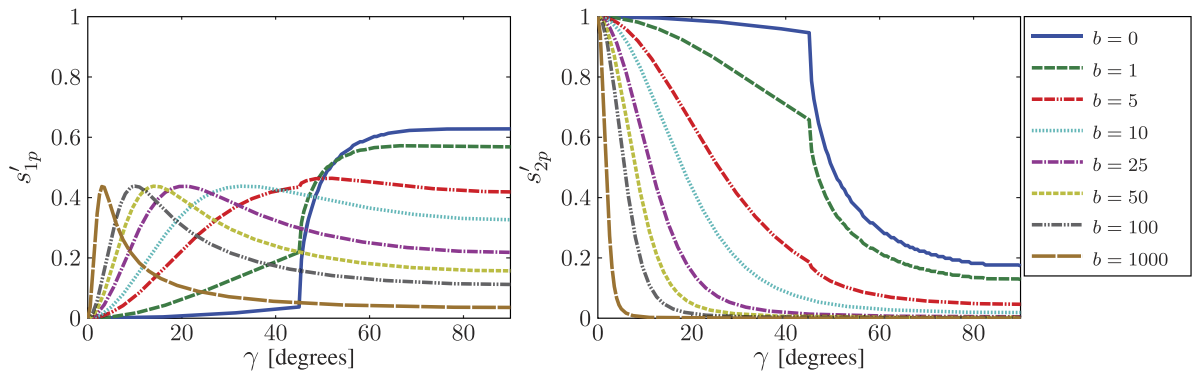 1
0.8
0.6
0.4
0.2
0
0 20 40 60 80
s′1p
γ [degrees]
1
0.8
0.6
0.4
0.2
0
0 20 40 60 80
s′2p
γ [degrees]
b = 0
b = 1
b = 5
b = 10
b = 25
b = 50
b = 100
b = 1000